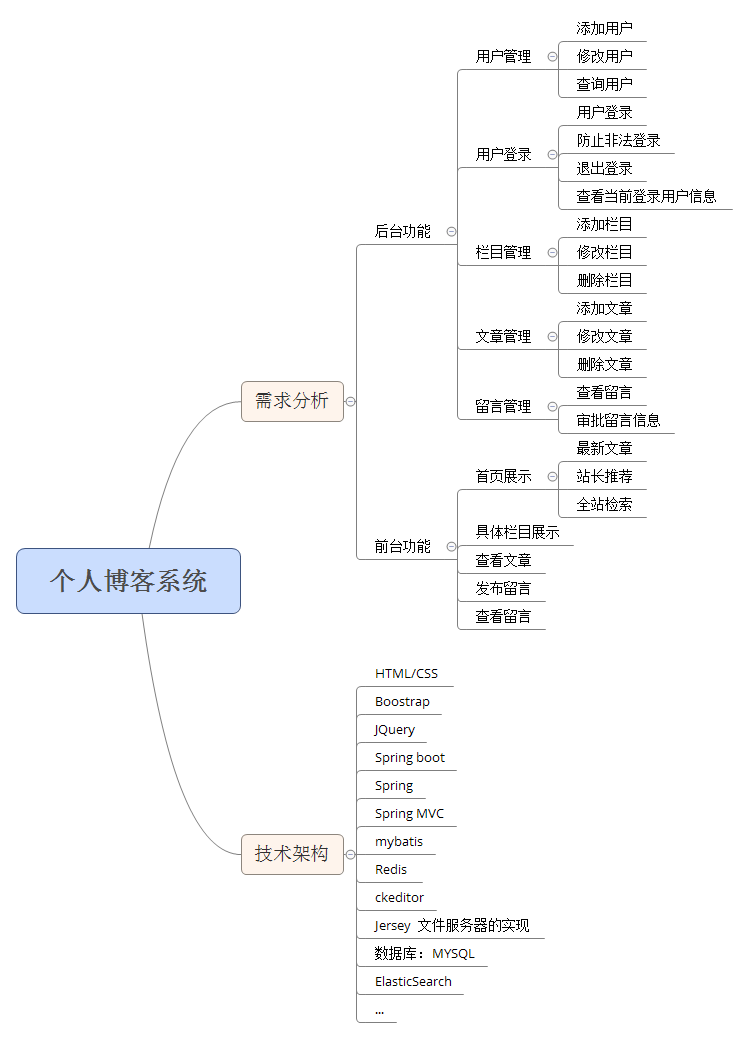 个人博客系统
需求分析
后台功能
用户管理
添加用户
修改用户
查询用户
用户登录
用户登录
防止非法登录
退出登录
查看当前登录用户信息
栏目管理
添加栏目
修改栏目
删除栏目
文章管理
添加文章
修改文章
删除文章
留言管理
查看留言
审批留言信息
前台功能
首页展示
最新文章
站长推荐
全站检索
具体栏目展示
查看文章
发布留言
查看留言
技术架构
HTML/CSS
Boostrap
JQuery
Spring boot
Spring
Spring MVC
mybatis
Redis
ckeditor
Jersey 文件服务器的实现
数据库：MYSQL
ElasticSearch
...